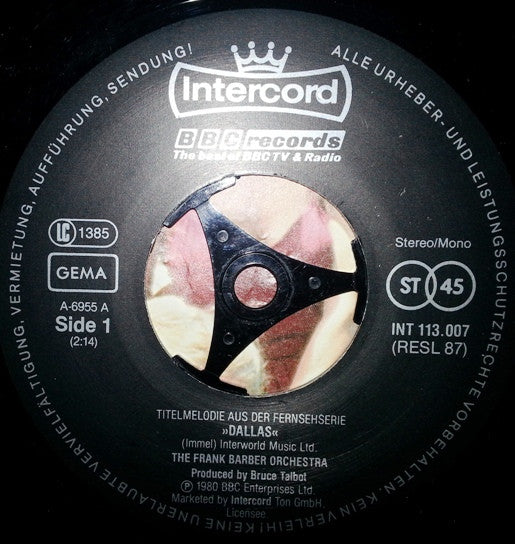 ALLE URHEBER- UND LEISTUNGSSCHUTZRECHTE VORBEHALTEN. KEIN VERLEIH! KEINE UNERLAUBTE VERVIELFÄLTIGUNG, VERMIETUNG, AUFFÜHRUNG, SENDUNG!
Intercord
BBC records
The best of BBC TV & Radio
LC 1385
GEMA
A-6955 A
Side 1
(2:14)
Stereo/Mono
ST 45
INT 113.007
(RESL 87)
TITELMELODIE AUS DER FERNSEHSERIE
»DALLAS«
(Immel) Interworld Music Ltd.
THE FRANK BARBER ORCHESTRA
Produced by Bruce Talbot
Ⓟ 1980 BBC Enterprises Ltd.
Marketed by Intercord Ton GmbH.
Licensee.